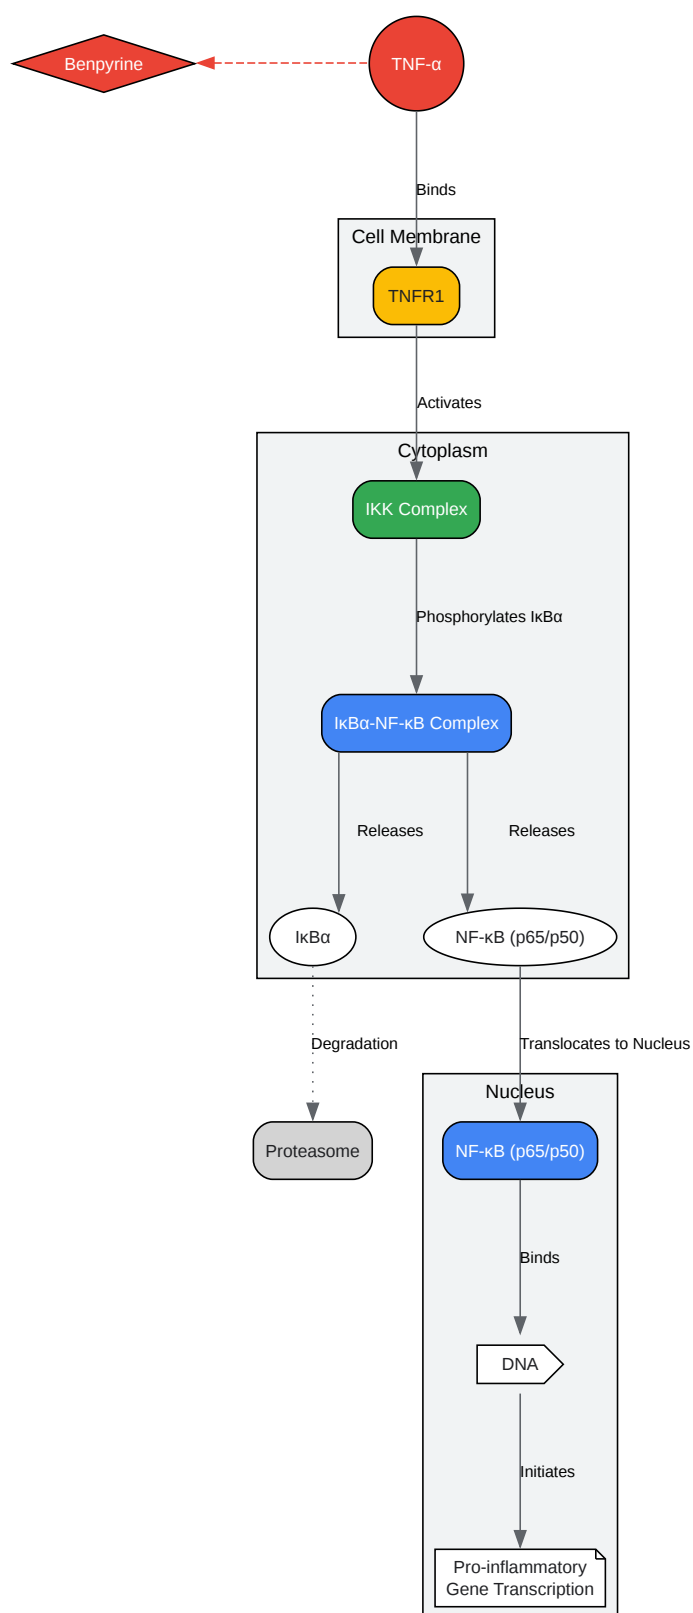 Benpyrine
TNF-α
Binds
Cell Membrane
TNFR1
Activates
Cytoplasm
IKK Complex
Phosphorylates IκBα
IκBα-NF-κB Complex
Releases
Releases
IκBα
NF-κB (p65/p50)
Degradation
Translocates to Nucleus
Nucleus
Proteasome
NF-κB (p65/p50)
Binds
DNA
Initiates
Pro-inflammatory
Gene Transcription